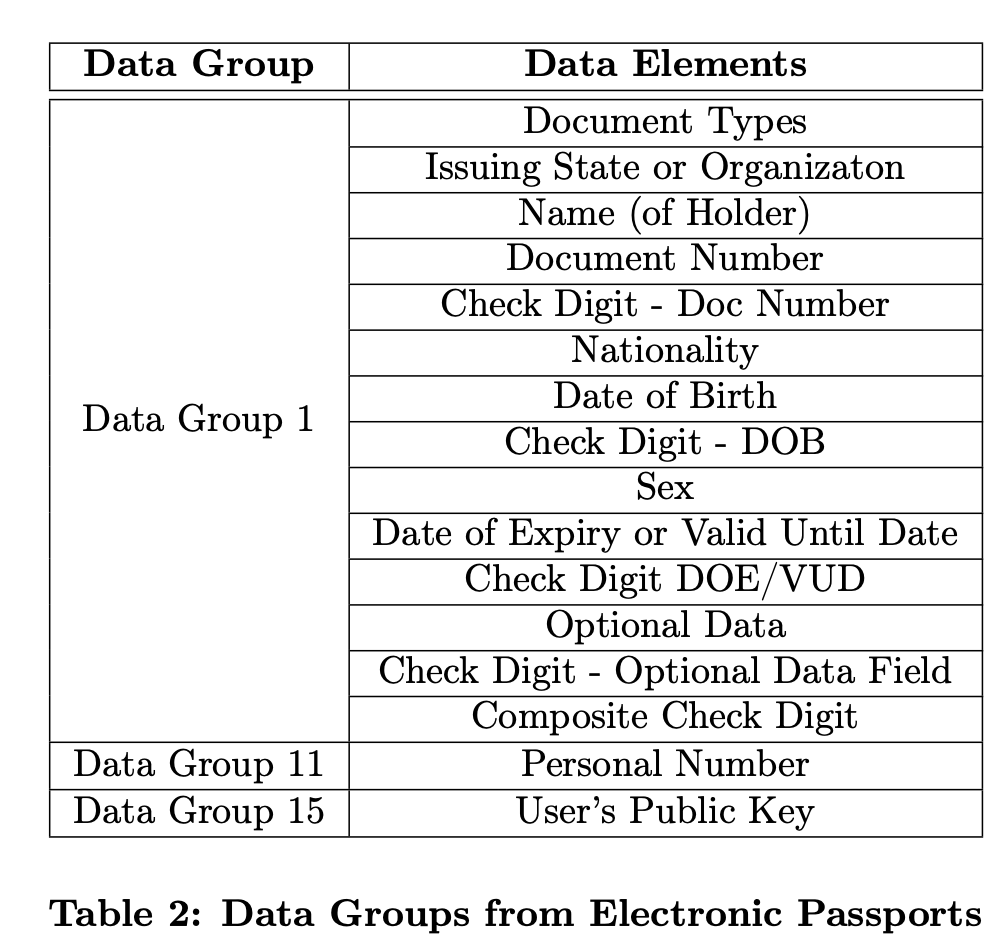 Data Group Data Elements
Document Types
Issuing State or Organizaton
Name (of Holder)
Document Number
Check Digit - Doc Number
Nationality
Date of Birth
Data Group 1
Check Digit - DOB
Sex
Date of Expiry or Valid Until Date
Check Digit DOE/VUD
Optional Data
Check Digit - Optional Data Field
Composite Check Digit
Data Group 11 Personal Number
Data Group 15 User's Public Key
Table 2: Data Groups from Electronic Passports